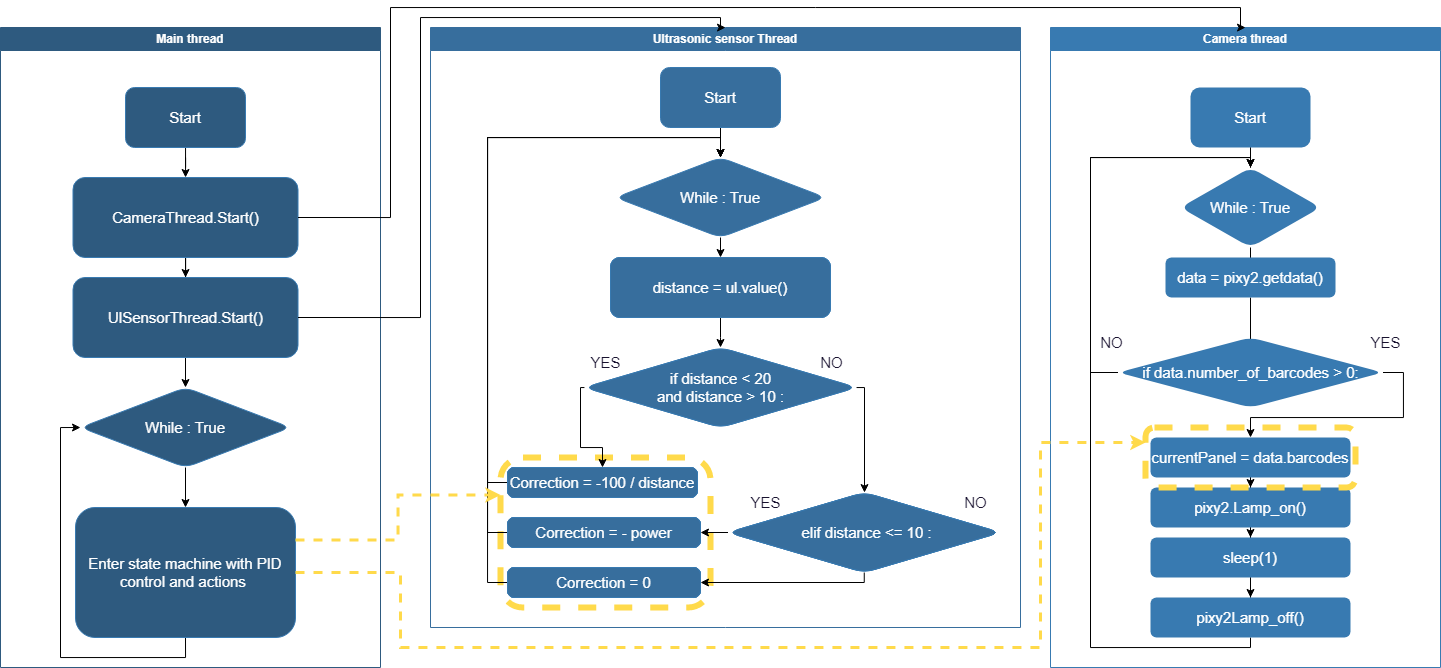 Main thread
Start
CameraThread.Start()
UlSensorThread.Start()
While : True
Enter state machine with PID
control and actions
Ultrasonic sensor Thread
Start
While : True
distance = ul.value()
YES
NO
if distance < 20
and distance > 10 :
Correction = -100 / distance
YES
NO
Correction = - power
elif distance <= 10 :
Correction = 0
Camera thread
Start
While : True
data = pixy2.getdata()
NO
YES
if data.number_of_barcodes > 0:
currentPanel = data.barcodes
pixy2.Lamp_on()
sleep(1)
pixy2Lamp_off()